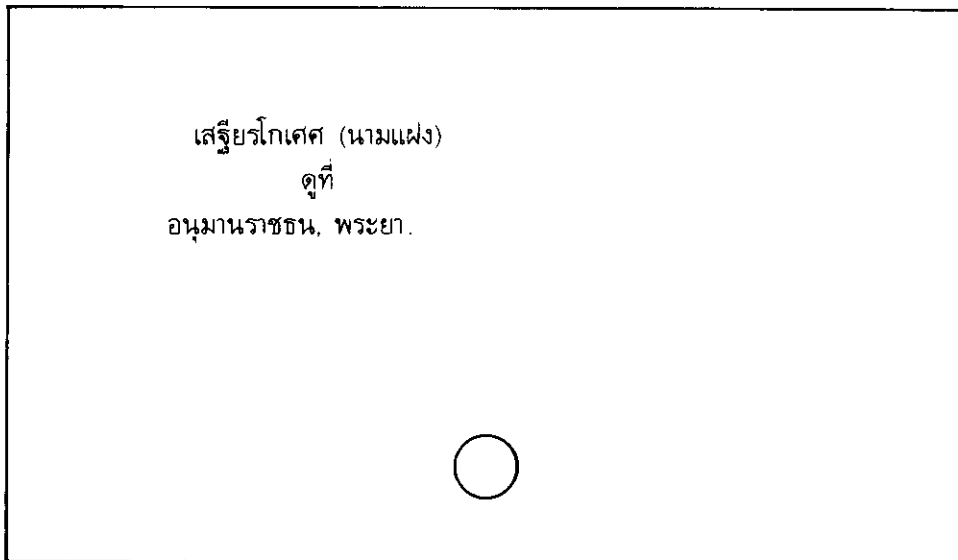 เสฐียรโกเศศ (นามแฝง)
ดูที่
อนุมานราชธน, พระยา.